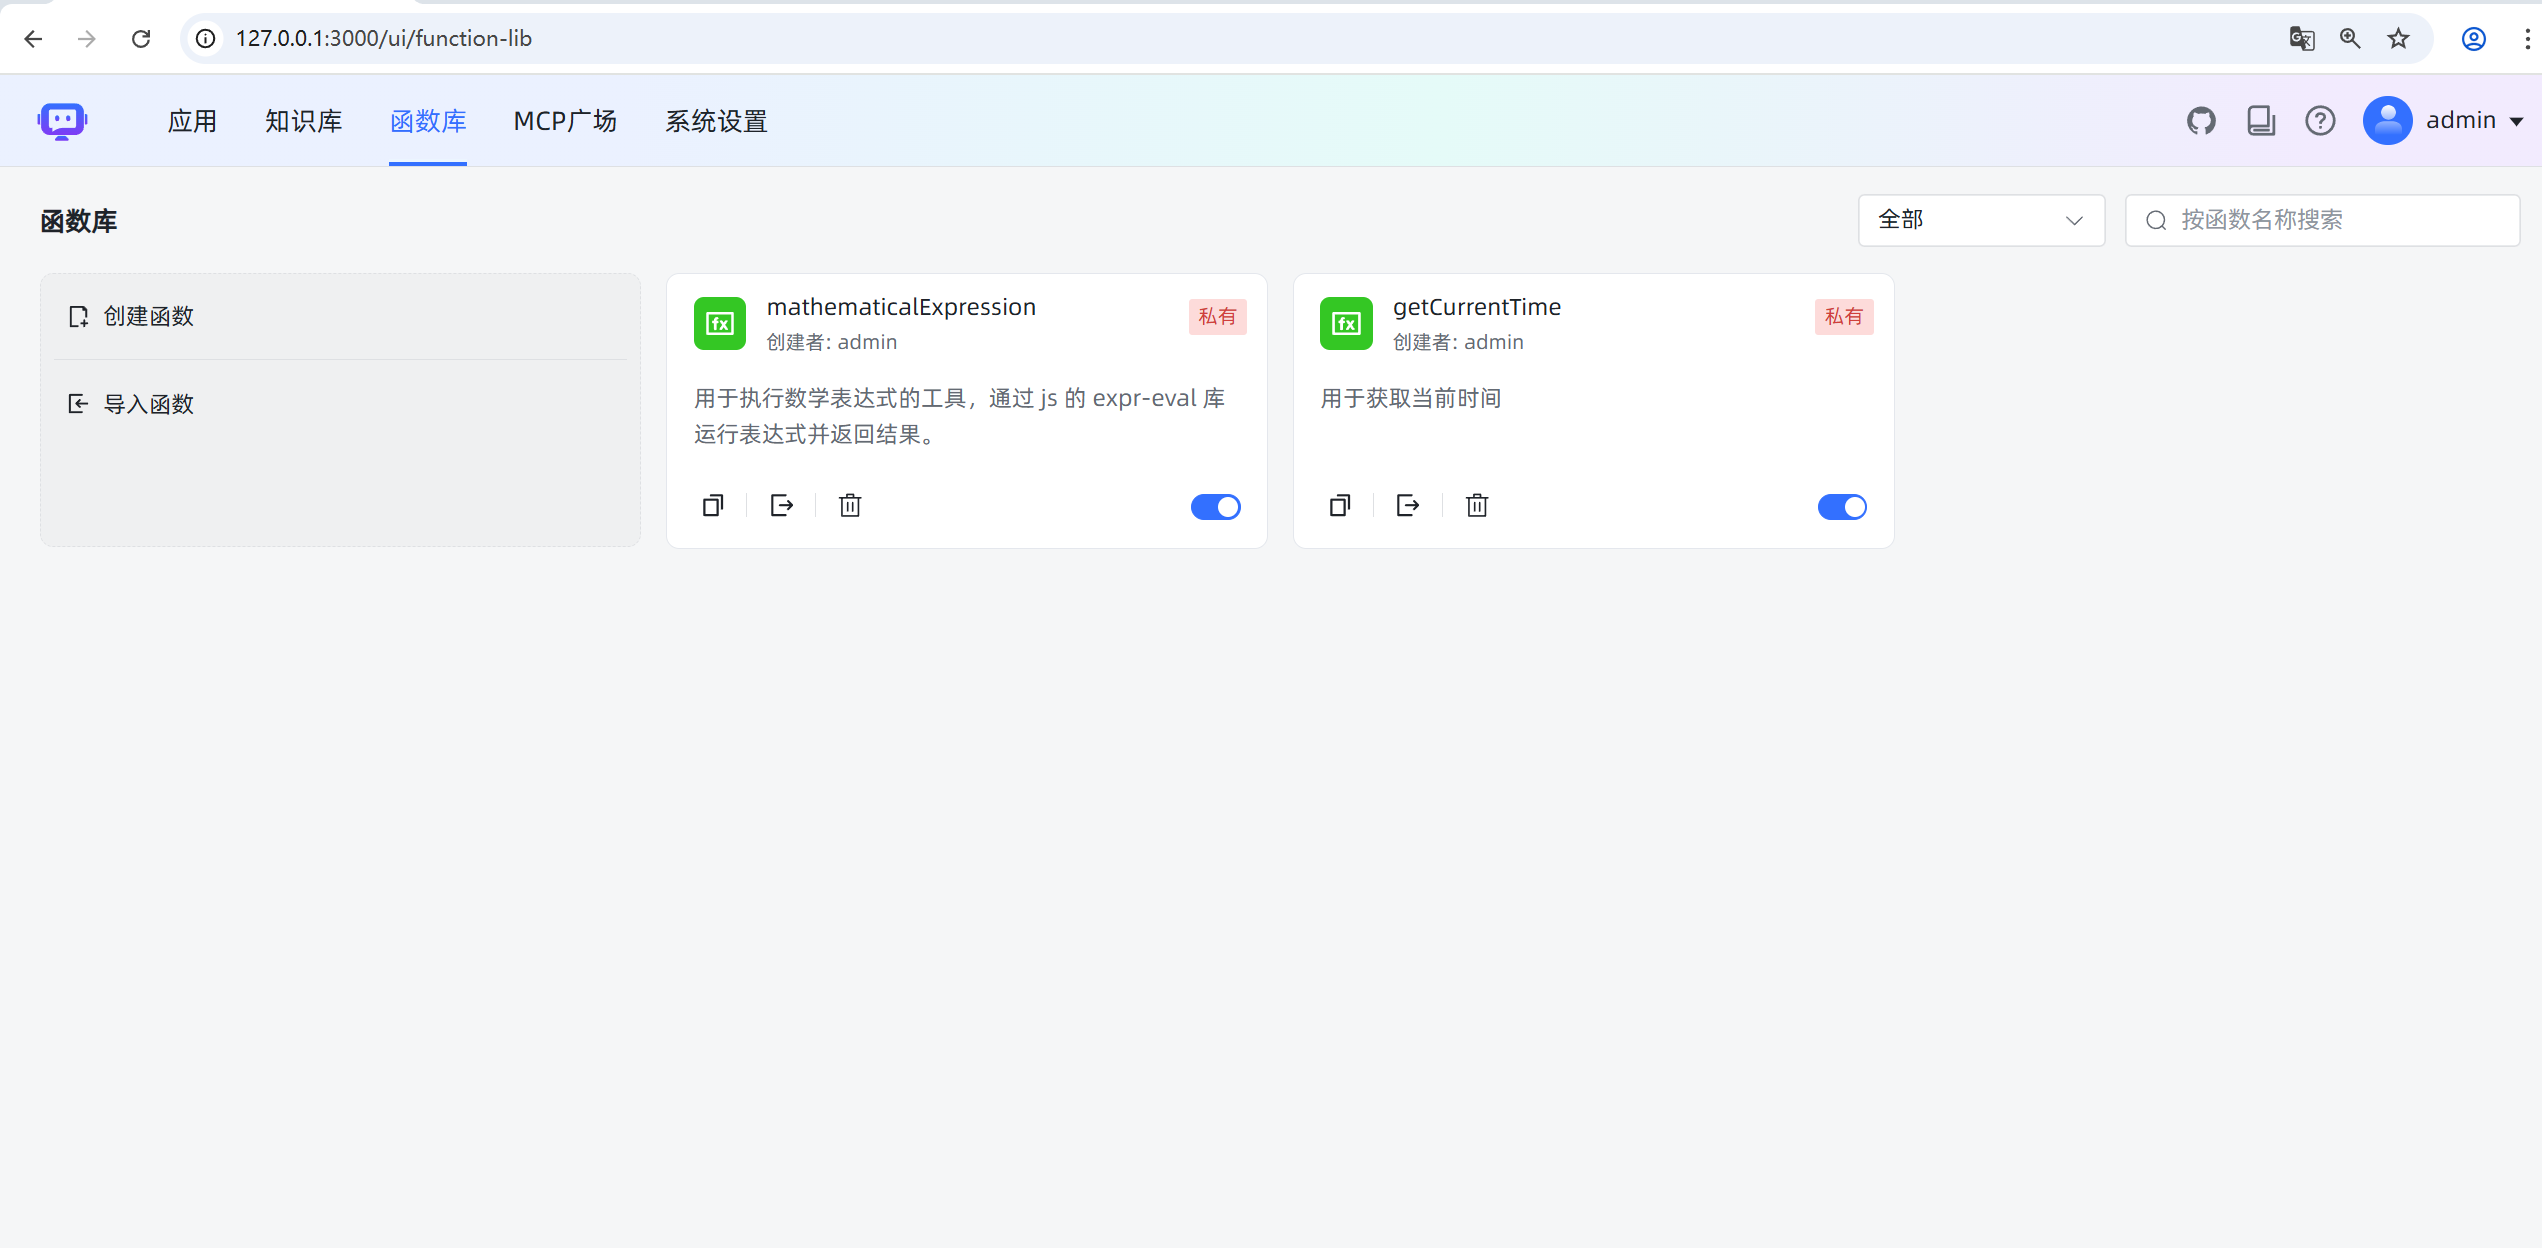 127.0.0.1:3000/ui/function-lib
应用 知识库 函数库 MCP广场 系统设置 admin
函数库 全部 按函数名称搜索
创建函数
导入函数
mathematicalExpression 私有
创建者: admin
用于执行数学表达式的工具，通过 js 的 expr-eval 库
运行表达式并返回结果。
getCurrentTime 私有
创建者: admin
用于获取当前时间